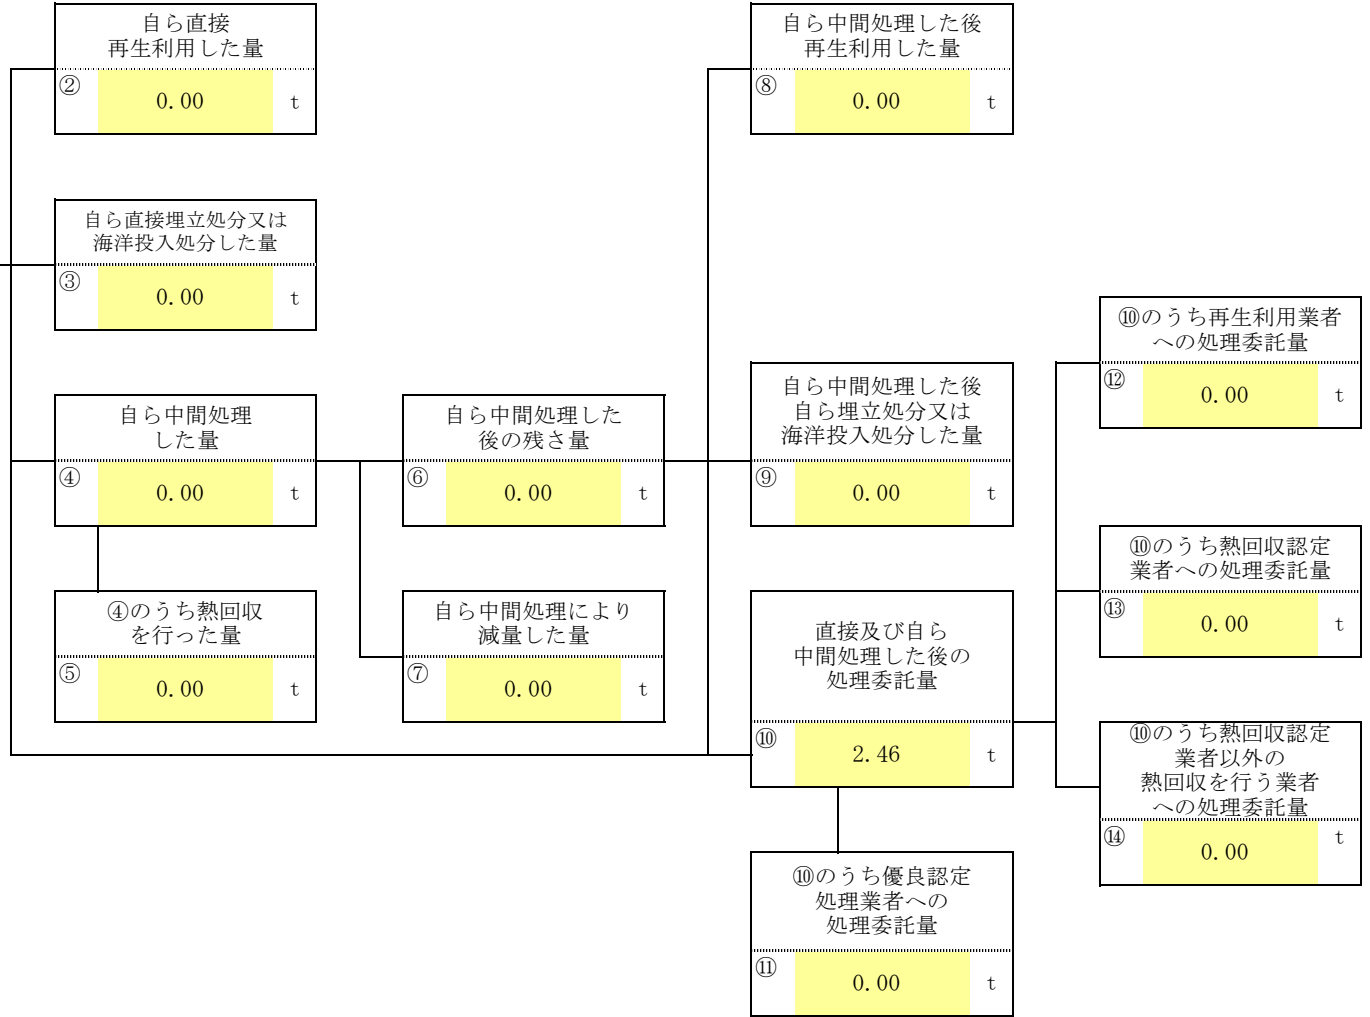 自ら直接
再生利用した量
②
0.00
t
自ら直接埋立処分又は
海洋投入処分した量
③
0.00
t
自ら中間処理
した量
④
0.00
t
④のうち熱回収
を行った量
⑤
0.00
t
自ら中間処理した
後の残さ量
⑥
0.00
t
自ら中間処理により
減量した量
⑦
0.00
t
自ら中間処理した後
再生利用した量
⑧
0.00
t
自ら中間処理した後
自ら埋立処分又は
海洋投入処分した量
⑨
0.00
t
直接及び自ら
中間処理した後の
処理委託量
⑩
2.46
t
⑩のうち優良認定
処理業者への
処理委託量
⑪
0.00
t
⑩のうち再生利用業者
への処理委託量
⑫
0.00
t
⑩のうち熱回収認定
業者への処理委託量
⑬
0.00
t
⑩のうち熱回収認定
業者以外の
熱回収を行う業者
への処理委託量
⑭
0.00
t